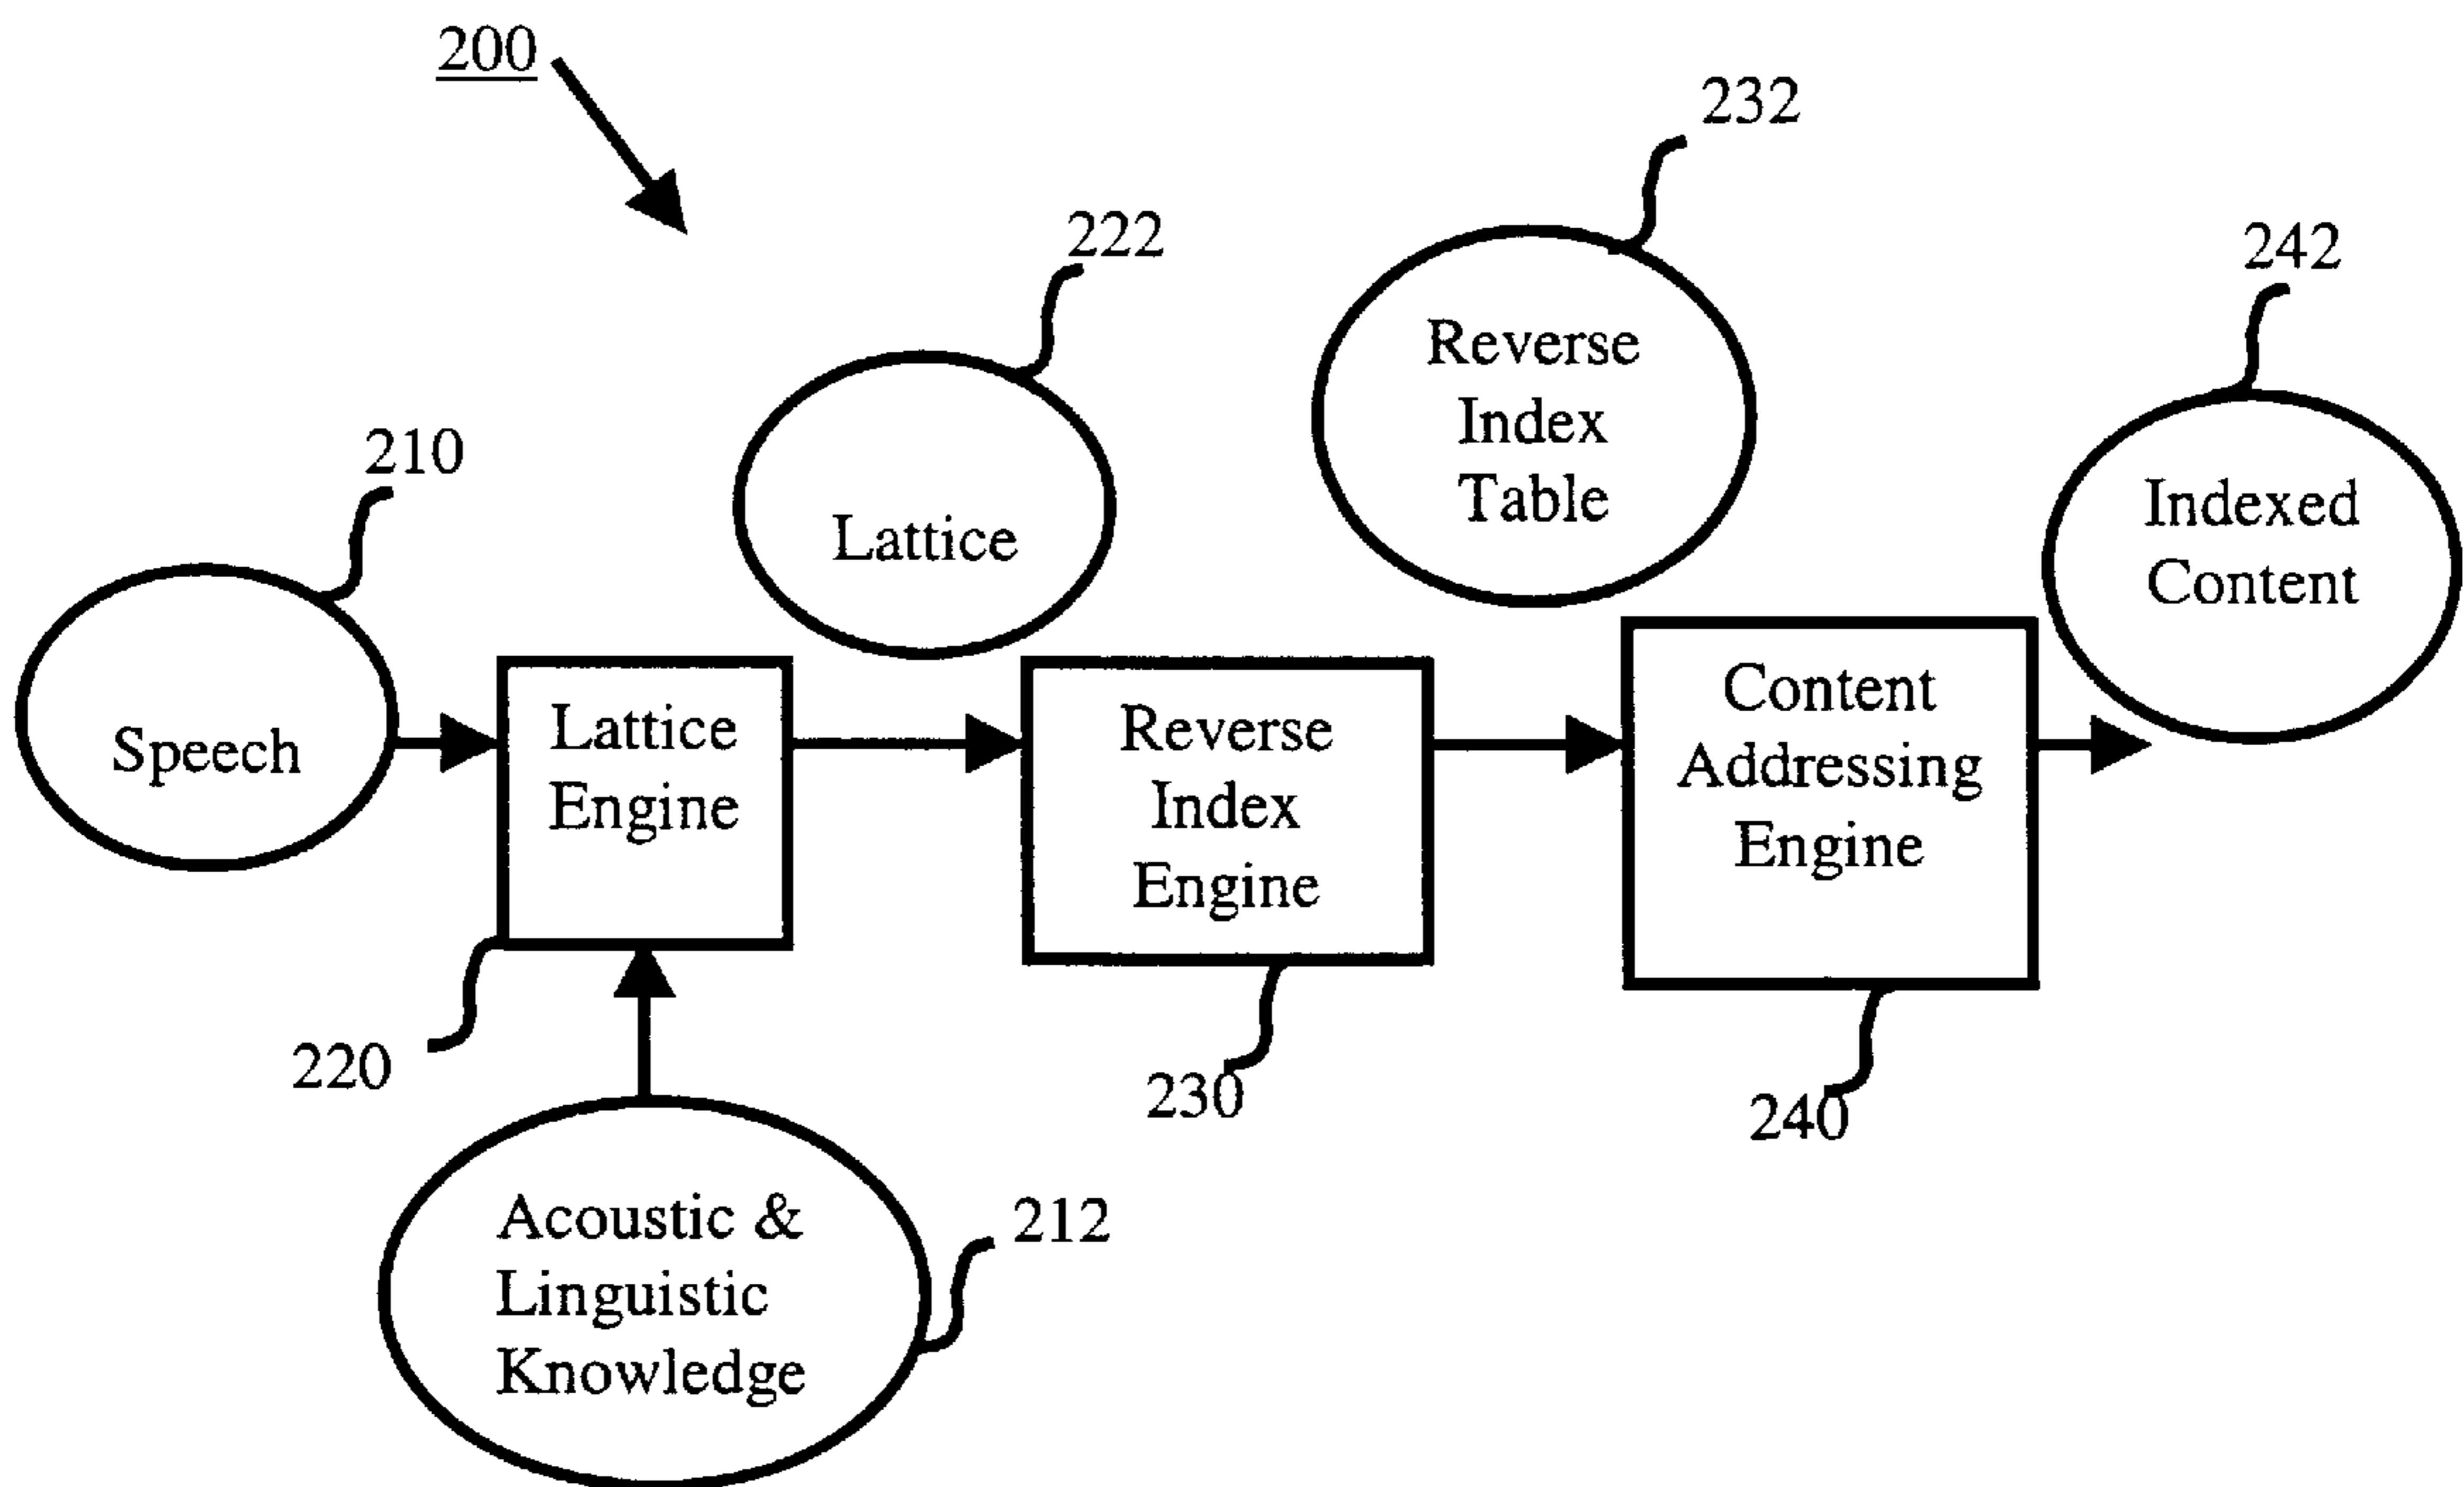 200
232
222
242
210
Reverse
Index
Table
Lattice
Indexed
Content
Speech
Lattice
Engine
Reverse
Index
Engine
Content
Addressing
Engine
220
230
240
Acoustic &
Linguistic
Knowledge
212